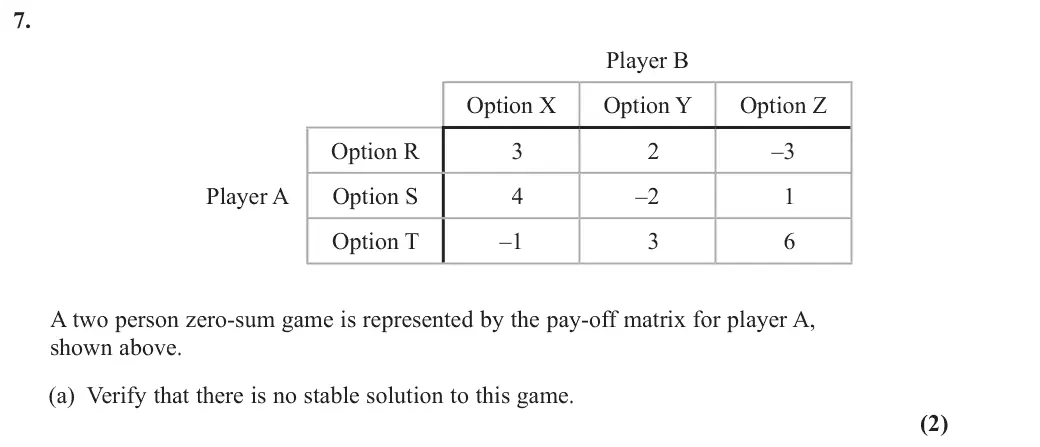 7.
Player B
Option X Option Y Option Z
Option R 3 2 –3
Player A Option S 4 –2 1
Option T –1 3 6
A two person zero-sum game is represented by the pay-off matrix for player A,
shown above.
(a) Verify that there is no stable solution to this game.
(2)